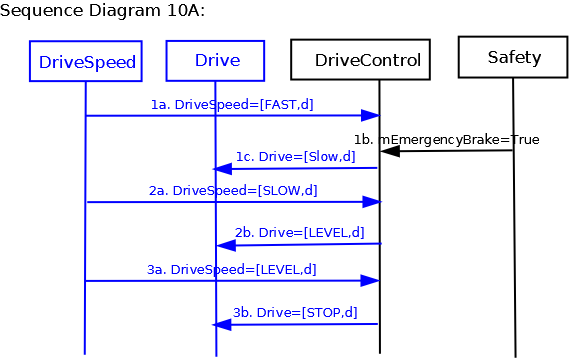 Sequence Diagram 10A:
DriveSpeed
Drive
DriveControl
Safety
1a. DriveSpeed=[FAST,d]
1b. mEmergencyBrake=True
1c. Drive=[Slow,d]
2a. DriveSpeed=[SLOW,d]
2b. Drive=[LEVEL,d]
3a. DriveSpeed=[LEVEL,d]
3b. Drive=[STOP,d]